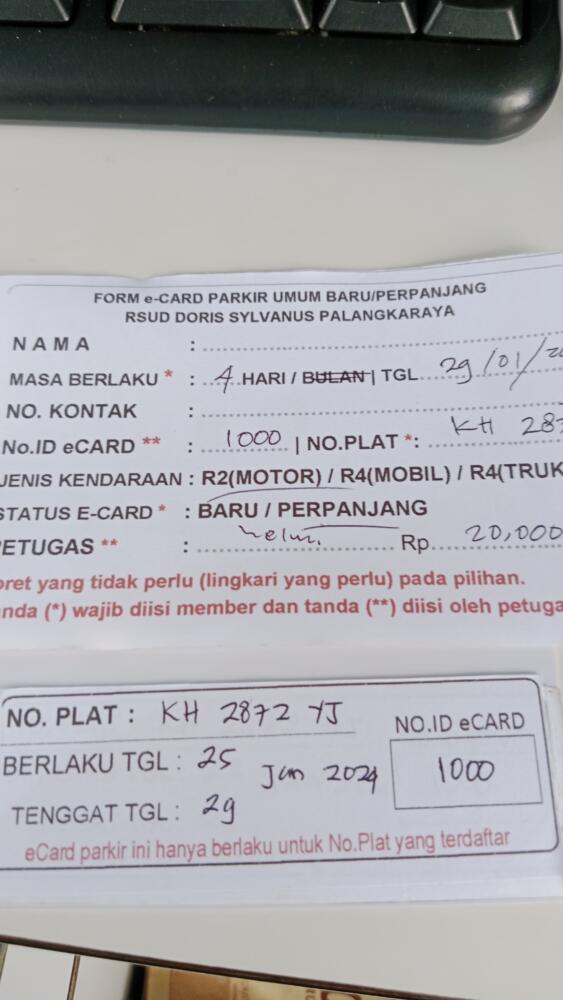 FORM e-CARD PARKIR UMUM BARU/PERPANJANG
RSUD DORIS SYLVANUS PALANGKARAYA
NAMA :
MASA BERLAKU * : 4 HARI / BULAN | TGL 29/01/20
NO. KONTAK :
No.ID eCARD ** : 1000 | NO.PLAT *: KH 287
JENIS KENDARAAN : R2(MOTOR) / R4(MOBIL) / R4(TRUK
STATUS E-CARD * : BARU / PERPANJANG
PETUGAS ** : Rp 20,000
oret yang tidak perlu (lingkari yang perlu) pada pilihan.
nda (*) wajib diisi member dan tanda (**) diisi oleh petuga
NO. PLAT : KH 2872 YJ
NO.ID eCARD
BERLAKU TGL : 25 Jan 2024
1000
TENGGAT TGL : 29
eCard parkir ini hanya berlaku untuk No.Plat yang terdaftar